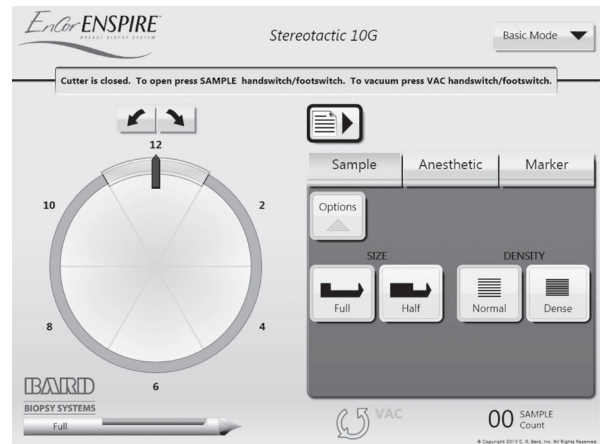 EnCor ENSPIRE
BREAST BIOPSY SYSTEM
Stereotactic 10G
Basic Mode
Cutter is closed. To open press SAMPLE handswitch/footswitch. To vacuum press VAC handswitch/footswitch.
12
2
4
6
8
10
Sample
Anesthetic
Marker
Options
SIZE
DENSITY
Full
Half
Normal
Dense
BARD
BIOPSY SYSTEMS
Full
VAC
00 SAMPLE
Count
© Copyright 2010 C. R. Bard, Inc. All Rights Reserved